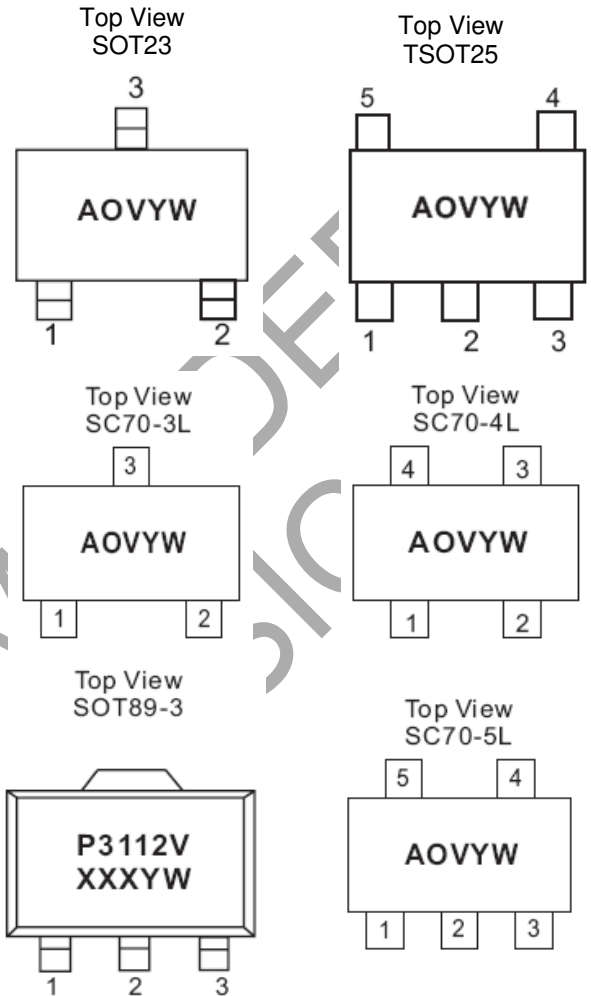 Top View
SOT23
3
AOVYW
1 2
Top View
TSOT25
5 4
AOVYW
1 2 3
Top View
SC70-3L
3
AOVYW
1 2
Top View
SC70-4L
4 3
AOVYW
1 2
Top View
SOT89-3
P3112V
XXXYW
1 2 3
Top View
SC70-5L
5 4
AOVYW
1 2 3